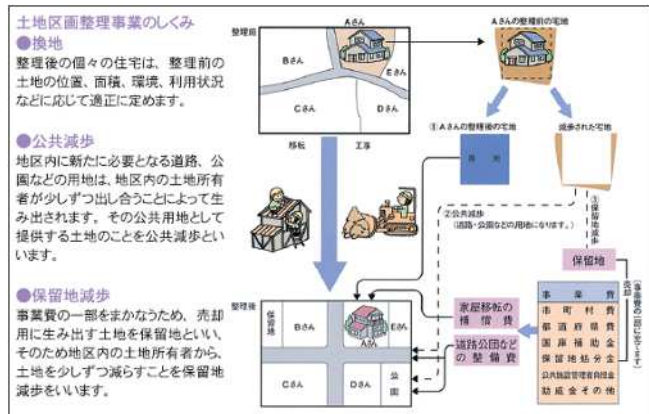 土地区画整理事業のしくみ
●換地
整理後の個々の住宅は、整理前の
土地の位置、面積、環境、利用状況
などに応じて適正に定めます。
●公共減歩
地区内に新たに必要となる道路、公
園などの用地は、地区内の土地所有
者が少しずつ出し合うことによって生
み出されます。その公共用地として
提供する土地のことを公共減歩とい
います。
●保留地減歩
事業費の一部をまかなうため、売却
用に生み出す土地を保留地といい、
そのため地区内の土地所有者から、
土地を少しずつ減らすことを保留地
減歩をいいます。
整理前
Aさん
Bさん
Eさん
Cさん
Dさん
移転
工事
Aさんの整理前の宅地
①Aさんの整理後の宅地
減歩された宅地
換地
②公共減歩
(道路・公園などの用地になります。)
③保留地減歩
保留地
売却
(事業費の一部に充てます)
整理後
保留地
Bさん
Aさん
Eさん
Cさん
Dさん
公園
家屋移転の
補償費
道路公園などの
整備費
事業費
市町村費
都道府県費
国庫補助金
保留地処分金
公共施設管理者負担金
助成金その他